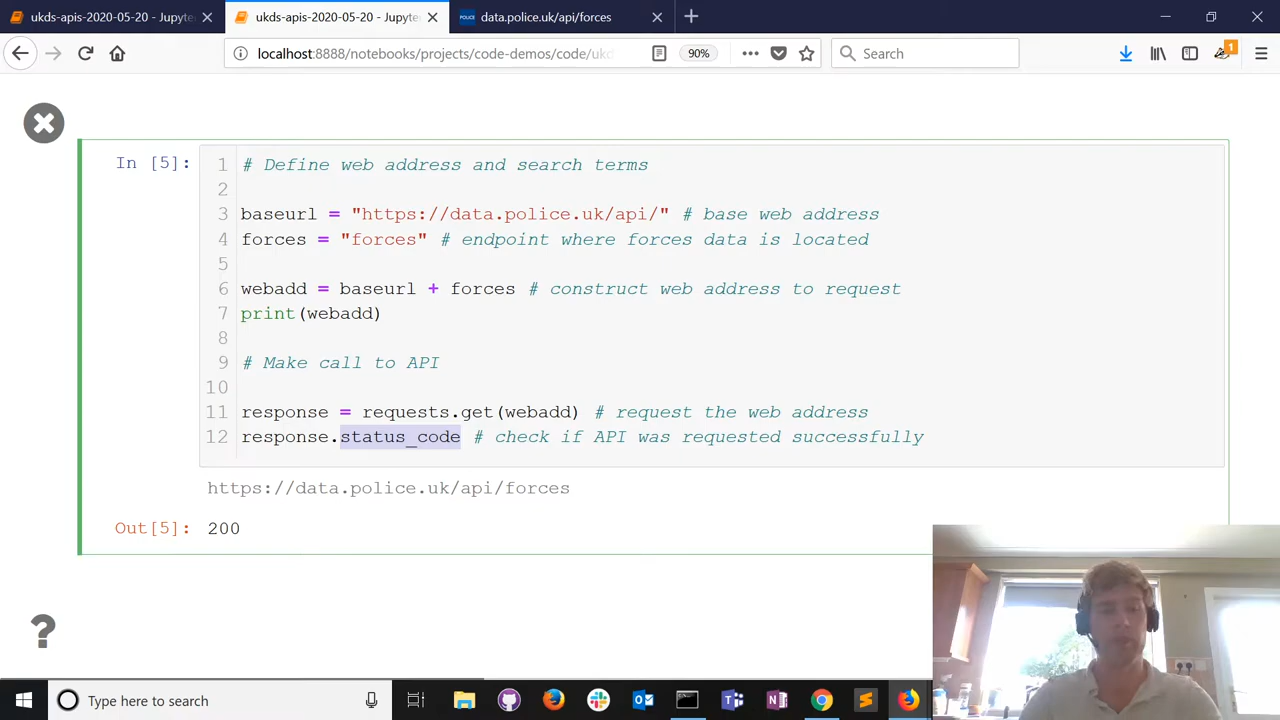 ukds-apis-2020-05-20 - Jupyte
ukds-apis-2020-05-20 - Jupyter
POLICE data.police.uk/api/forces
localhost:8888/notebooks/projects/code-demos/code/ukd
90%
Search
1
In [5]:
1 # Define web address and search terms
2
3 baseurl = "https://data.police.uk/api/" # base web address
4 forces = "forces" # endpoint where forces data is located
5
6 webadd = baseurl + forces # construct web address to request
7 print(webadd)
8
9 # Make call to API
10
11 response = requests.get(webadd) # request the web address
12 response.status_code # check if API was requested successfully
https://data.police.uk/api/forces
Out[5]: 200
?
Type here to search